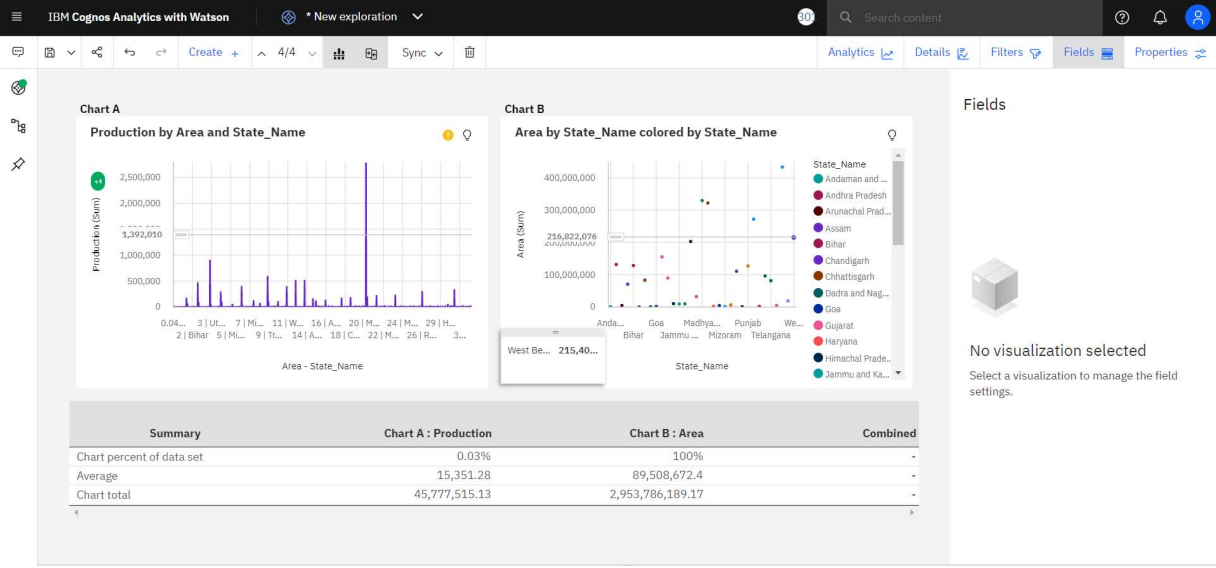 IBM Cognos Analytics with Watson
* New exploration
Search content
Create +
4/4
Sync
Analytics
Details
Filters
Fields
Properties
Chart A
Production by Area and State_Name
Production (Sum)
2,500,000
2,000,000
1,392,010
1,000,000
500,000
0
0.04... 3 | Ut... 7 | Mi... 11 | W... 16 | A... 20 | M... 24 | M... 29 | H...
2 | Bihar 5 | Mi... 9 | Tr... 14 | A... 18 | C... 22 | M... 26 | R... 3...
Area - State_Name
Chart B
Area by State_Name colored by State_Name
Area (Sum)
400,000,000
300,000,000
216,822,076
200,000,000
100,000,000
0
Anda... Goa Madhya... Punjab We...
Bihar Jammu ... Mizoram Telangana
State_Name
West Be... 215,40...
State_Name
Andaman and ...
Andhra Pradesh
Arunachal Prad...
Assam
Bihar
Chandigarh
Chhattisgarh
Dadra and Nag...
Goa
Gujarat
Haryana
Himachal Prade..
Jammu and Ka...
Summary Chart A : Production Chart B : Area Combined
Chart percent of data set 0.03% 100% -
Average 15,351.28 89,508,672.4 -
Chart total 45,777,515.13 2,953,786,189.17 -
Fields
No visualization selected
Select a visualization to manage the field
settings.